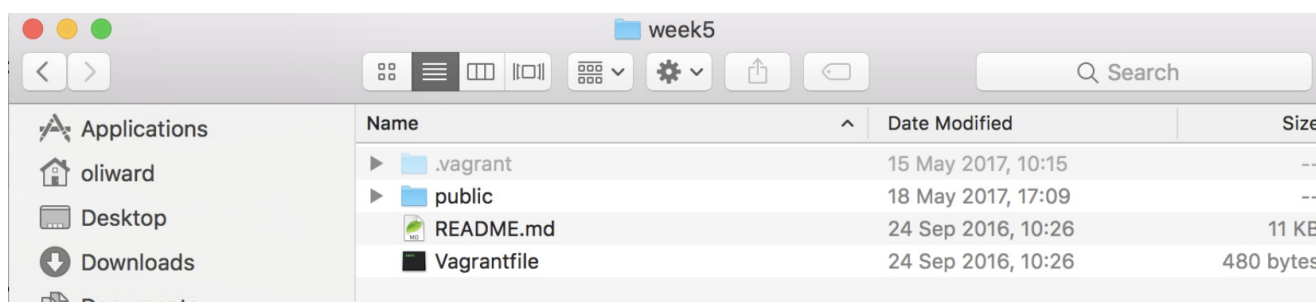 week5
Search
Applications
oliward
Desktop
Downloads
Name Date Modified Size
.vagrant 15 May 2017, 10:15 --
public 18 May 2017, 17:09 --
README.md 24 Sep 2016, 10:26 11 KB
Vagrantfile 24 Sep 2016, 10:26 480 bytes